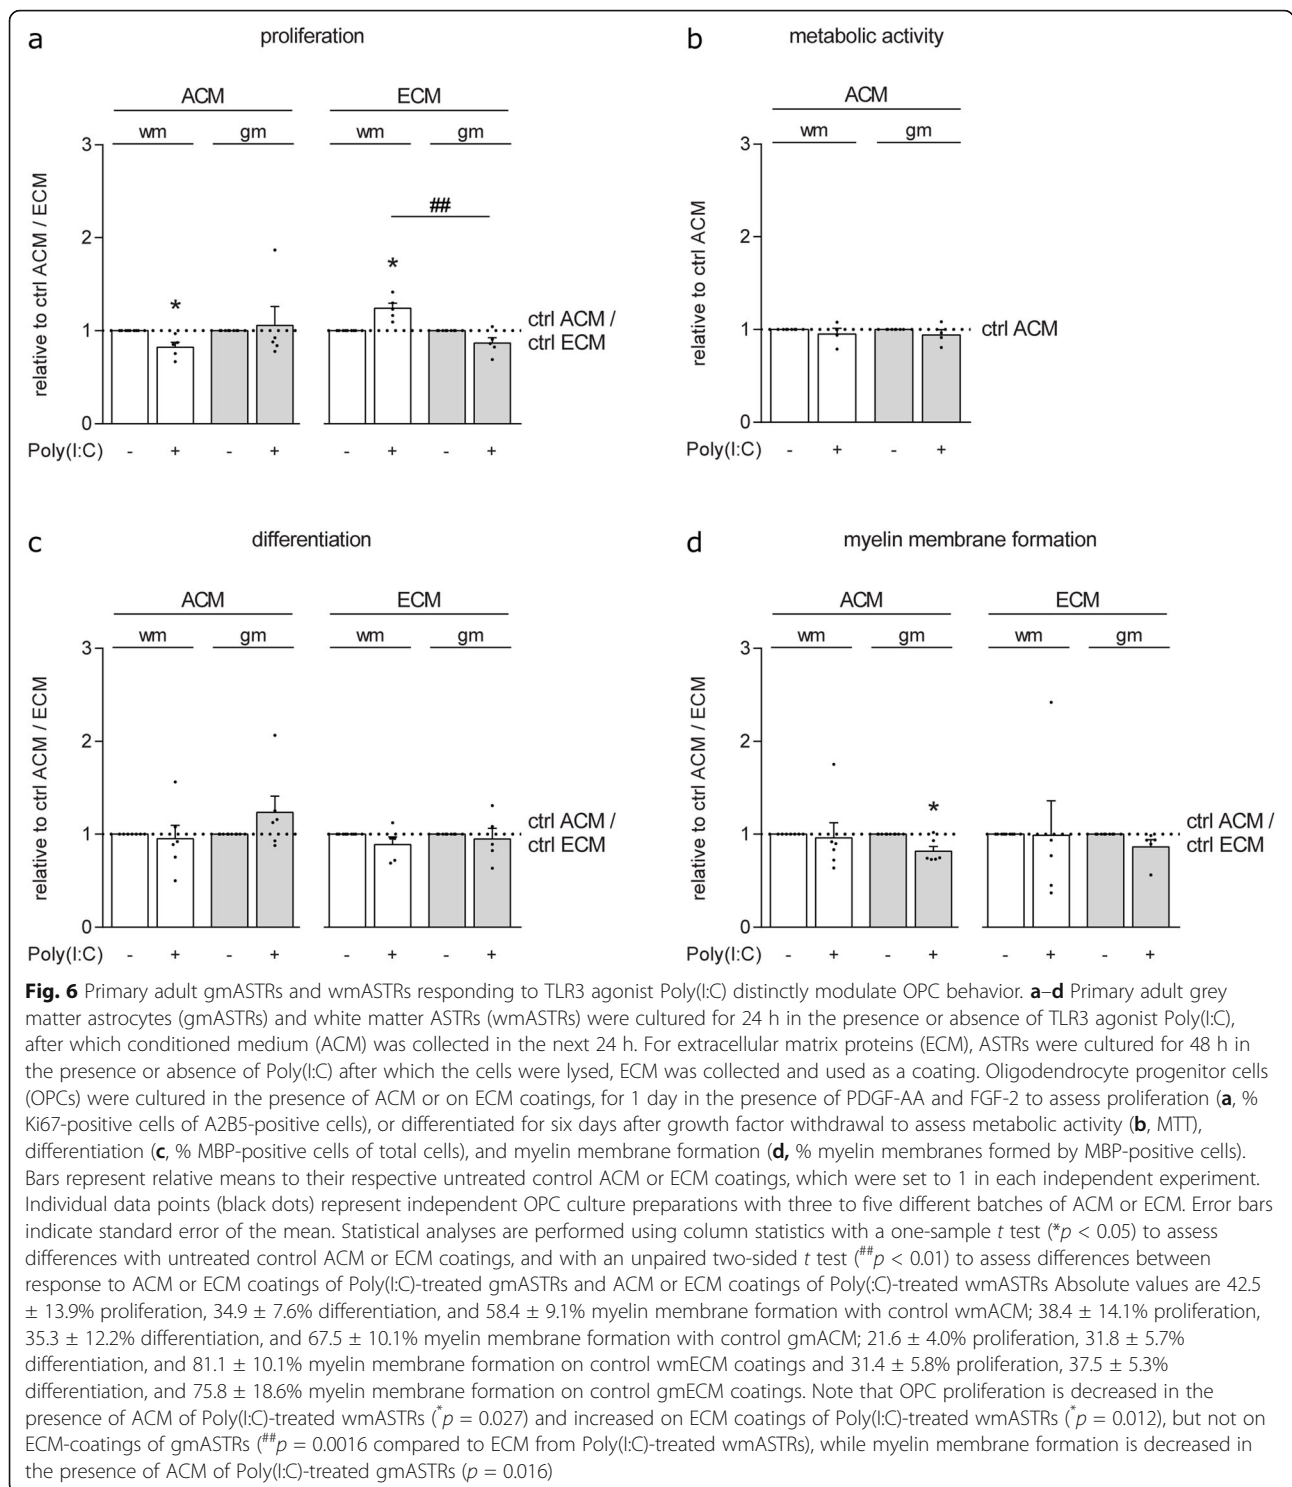 a proliferation
ACM ECM
wm gm wm gm
3
2
1
0
relative to ctrl ACM / ECM
*
*
##
ctrl ACM /
ctrl ECM
Poly(I:C) - + - + - + - +
b metabolic activity
ACM
wm gm
3
2
1
0
relative to ctrl ACM
ctrl ACM
Poly(I:C) - + - +
c differentiation
ACM ECM
wm gm wm gm
3
2
1
0
relative to ctrl ACM / ECM
ctrl ACM /
ctrl ECM
Poly(I:C) - + - + - + - +
d myelin membrane formation
ACM ECM
wm gm wm gm
3
2
1
0
relative to ctrl ACM / ECM
*
ctrl ACM /
ctrl ECM
Poly(I:C) - + - + - + - +
Fig. 6 Primary adult gmASTRs and wmASTRs responding to TLR3 agonist Poly(I:C) distinctly modulate OPC behavior. a–d Primary adult grey
matter astrocytes (gmASTRs) and white matter ASTRs (wmASTRs) were cultured for 24 h in the presence or absence of TLR3 agonist Poly(I:C),
after which conditioned medium (ACM) was collected in the next 24 h. For extracellular matrix proteins (ECM), ASTRs were cultured for 48 h in
the presence or absence of Poly(I:C) after which the cells were lysed, ECM was collected and used as a coating. Oligodendrocyte progenitor cells
(OPCs) were cultured in the presence of ACM or on ECM coatings, for 1 day in the presence of PDGF-AA and FGF-2 to assess proliferation (a, %
Ki67-positive cells of A2B5-positive cells), or differentiated for six days after growth factor withdrawal to assess metabolic activity (b, MTT),
differentiation (c, % MBP-positive cells of total cells), and myelin membrane formation (d, % myelin membranes formed by MBP-positive cells).
Bars represent relative means to their respective untreated control ACM or ECM coatings, which were set to 1 in each independent experiment.
Individual data points (black dots) represent independent OPC culture preparations with three to five different batches of ACM or ECM. Error bars
indicate standard error of the mean. Statistical analyses are performed using column statistics with a one-sample t test (*p < 0.05) to assess
differences with untreated control ACM or ECM coatings, and with an unpaired two-sided t test (##p < 0.01) to assess differences between
response to ACM or ECM coatings of Poly(I:C)-treated gmASTRs and ACM or ECM coatings of Poly(:C)-treated wmASTRs Absolute values are 42.5
± 13.9% proliferation, 34.9 ± 7.6% differentiation, and 58.4 ± 9.1% myelin membrane formation with control wmACM; 38.4 ± 14.1% proliferation,
35.3 ± 12.2% differentiation, and 67.5 ± 10.1% myelin membrane formation with control gmACM; 21.6 ± 4.0% proliferation, 31.8 ± 5.7%
differentiation, and 81.1 ± 10.1% myelin membrane formation on control wmECM coatings and 31.4 ± 5.8% proliferation, 37.5 ± 5.3%
differentiation, and 75.8 ± 18.6% myelin membrane formation on control gmECM coatings. Note that OPC proliferation is decreased in the
presence of ACM of Poly(I:C)-treated wmASTRs (*p = 0.027) and increased on ECM coatings of Poly(I:C)-treated wmASTRs (*p = 0.012), but not on
ECM-coatings of gmASTRs (##p = 0.0016 compared to ECM from Poly(I:C)-treated wmASTRs), while myelin membrane formation is decreased in
the presence of ACM of Poly(I:C)-treated gmASTRs (p = 0.016)